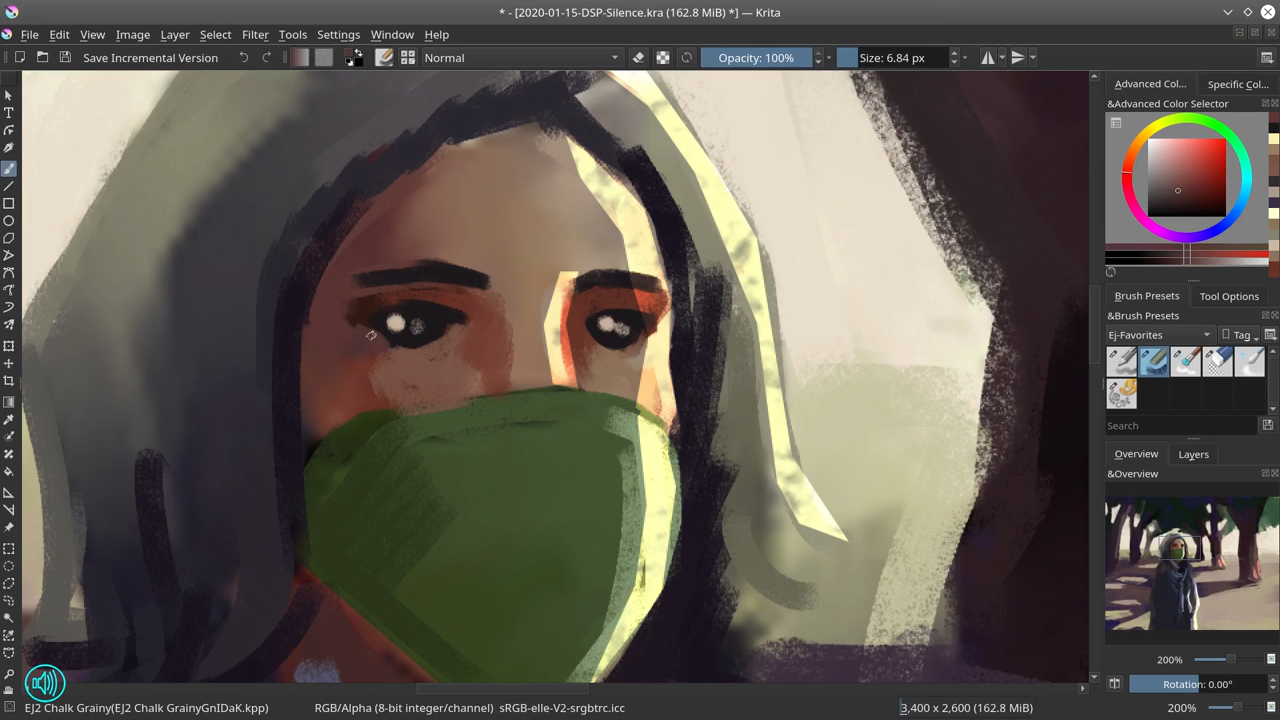 * - [2020-01-15-DSP-Silence.kra (162.8 MiB) *] — Krita
File Edit View Image Layer Select Filter Tools Settings Window Help
Save Incremental Version Normal Opacity: 100% Size: 6.84 px
Advanced Col... Specific Col...
&Advanced Color Selector
Brush Presets Tool Options
&Brush Presets
Ej-Favorites Tag
Search
Overview Layers
&Overview
200%
Rotation: 0.00°
EJ2 Chalk Grainy(EJ2 Chalk GrainyGnIDaK.kpp) RGB/Alpha (8-bit integer/channel) sRGB-elle-V2-srgbtrc.icc 3,400 x 2,600 (162.8 MiB) 200%